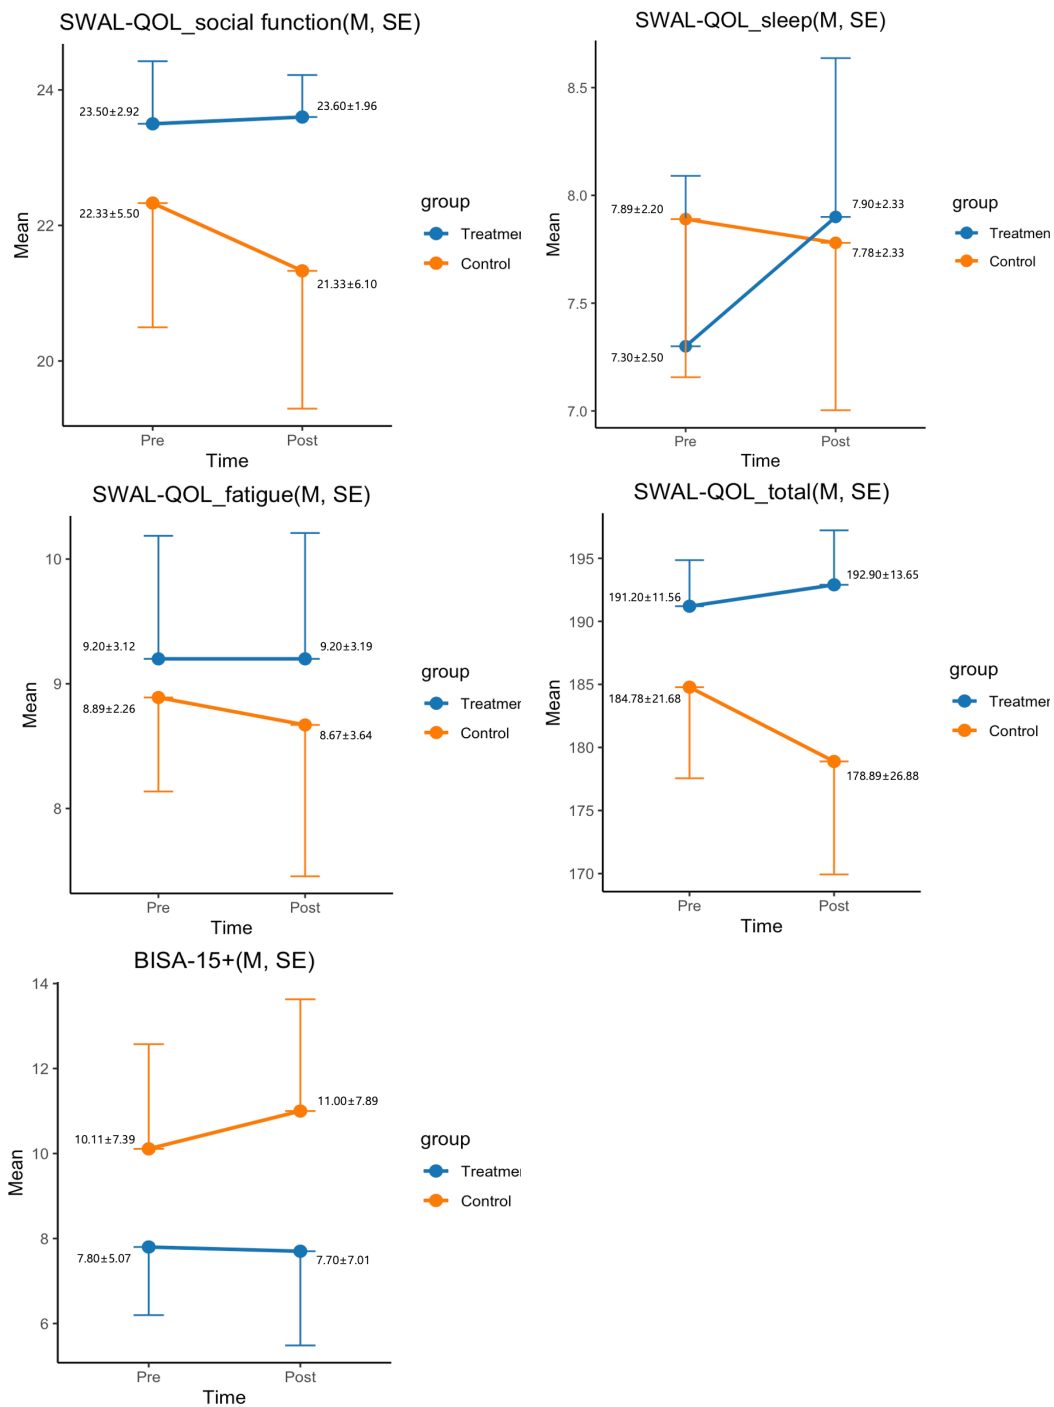 SWAL-QOL_social function(M, SE)
24
22
20
Mean
23.50±2.92
23.60±1.96
22.33±5.50
21.33±6.10
Pre
Post
Time
group
Treatmen
Control
SWAL-QOL_sleep(M, SE)
8.5
8.0
7.5
7.0
Mean
7.89±2.20
7.90±2.33
7.78±2.33
7.30±2.50
Pre
Post
Time
group
Treatmen
Control
SWAL-QOL_fatigue(M, SE)
10
9
8
Mean
9.20±3.12
9.20±3.19
8.89±2.26
8.67±3.64
Pre
Post
Time
group
Treatmen
Control
SWAL-QOL_total(M, SE)
195
190
185
180
175
170
Mean
191.20±11.56
192.90±13.65
184.78±21.68
178.89±26.88
Pre
Post
Time
group
Treatmen
Control
BISA-15+(M, SE)
14
12
10
8
6
Mean
10.11±7.39
11.00±7.89
7.80±5.07
7.70±7.01
Pre
Post
Time
group
Treatmen
Control